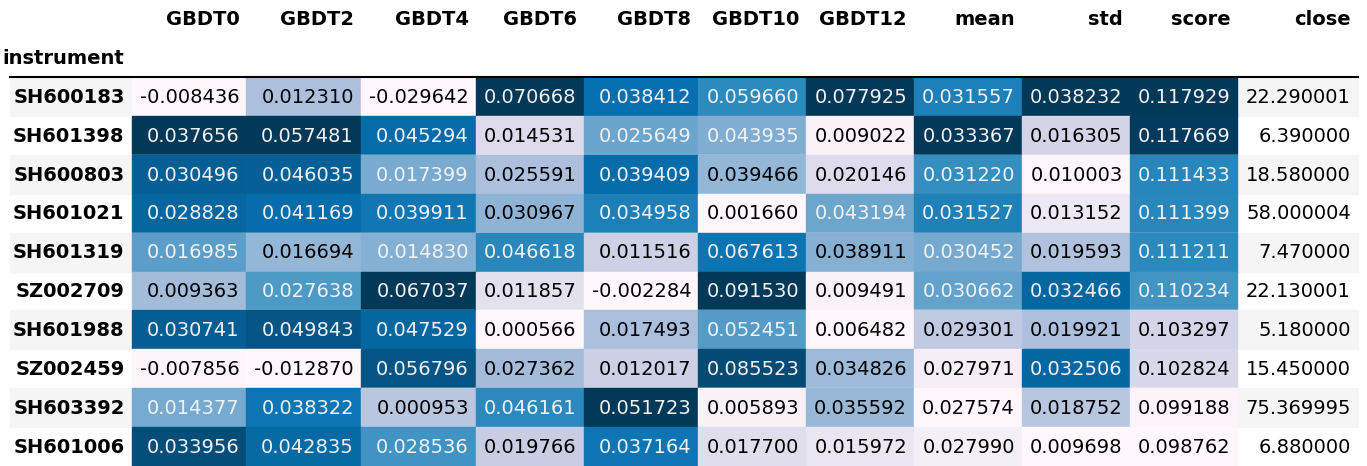 GBDT0 GBDT2 GBDT4 GBDT6 GBDT8 GBDT10 GBDT12 mean std score close
instrument
SH600183 -0.008436 0.012310 -0.029642 0.070668 0.038412 0.059660 0.077925 0.031557 0.038232 0.117929 22.290001
SH601398 0.037656 0.057481 0.045294 0.014531 0.025649 0.043935 0.009022 0.033367 0.016305 0.117669 6.390000
SH600803 0.030496 0.046035 0.017399 0.025591 0.039409 0.039466 0.020146 0.031220 0.010003 0.111433 18.580000
SH601021 0.028828 0.041169 0.039911 0.030967 0.034958 0.001660 0.043194 0.031527 0.013152 0.111399 58.000004
SH601319 0.016985 0.016694 0.014830 0.046618 0.011516 0.067613 0.038911 0.030452 0.019593 0.111211 7.470000
SZ002709 0.009363 0.027638 0.067037 0.011857 -0.002284 0.091530 0.009491 0.030662 0.032466 0.110234 22.130001
SH601988 0.030741 0.049843 0.047529 0.000566 0.017493 0.052451 0.006482 0.029301 0.019921 0.103297 5.180000
SZ002459 -0.007856 -0.012870 0.056796 0.027362 0.012017 0.085523 0.034826 0.027971 0.032506 0.102824 15.450000
SH603392 0.014377 0.038322 0.000953 0.046161 0.051723 0.005893 0.035592 0.027574 0.018752 0.099188 75.369995
SH601006 0.033956 0.042835 0.028536 0.019766 0.037164 0.017700 0.015972 0.027990 0.009698 0.098762 6.880000